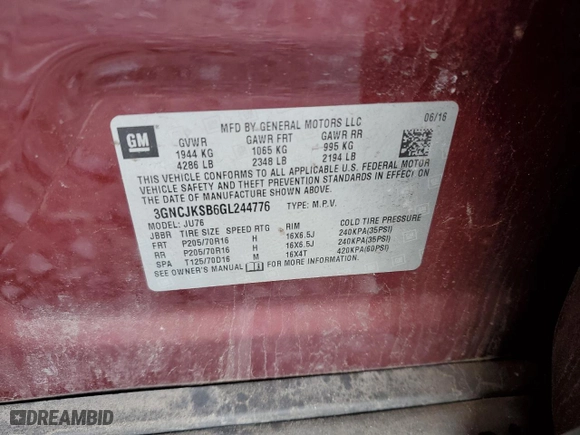 MFD BY GENERAL MOTORS LLC 06/16
GM
GVWR GAWR FRT GAWR RR
1944 KG 1065 KG 995 KG
4286 LB 2348 LB 2194 LB
THIS VEHICLE CONFORMS TO ALL APPLICABLE U.S. FEDERAL MOTOR
VEHICLE SAFETY AND THEFT PREVENTION STANDARDS IN EFFECT ON
THE DATE OF MANUFACTURE SHOWN ABOVE.
3GNCJKSB6GL244776 TYPE: M.P.V.
MODEL: JU76
JBBR TIRE SIZE SPEED RTG RIM COLD TIRE PRESSURE
FRT P205/70R16 H 16X6.5J 240KPA(35PSI)
RR P205/70R16 H 16X6.5J 240KPA(35PSI)
SPA T125/70D16 M 16X4T 420KPA(60PSI)
SEE OWNER'S MANUAL FOR MORE INFORMATION.
DREAMBID